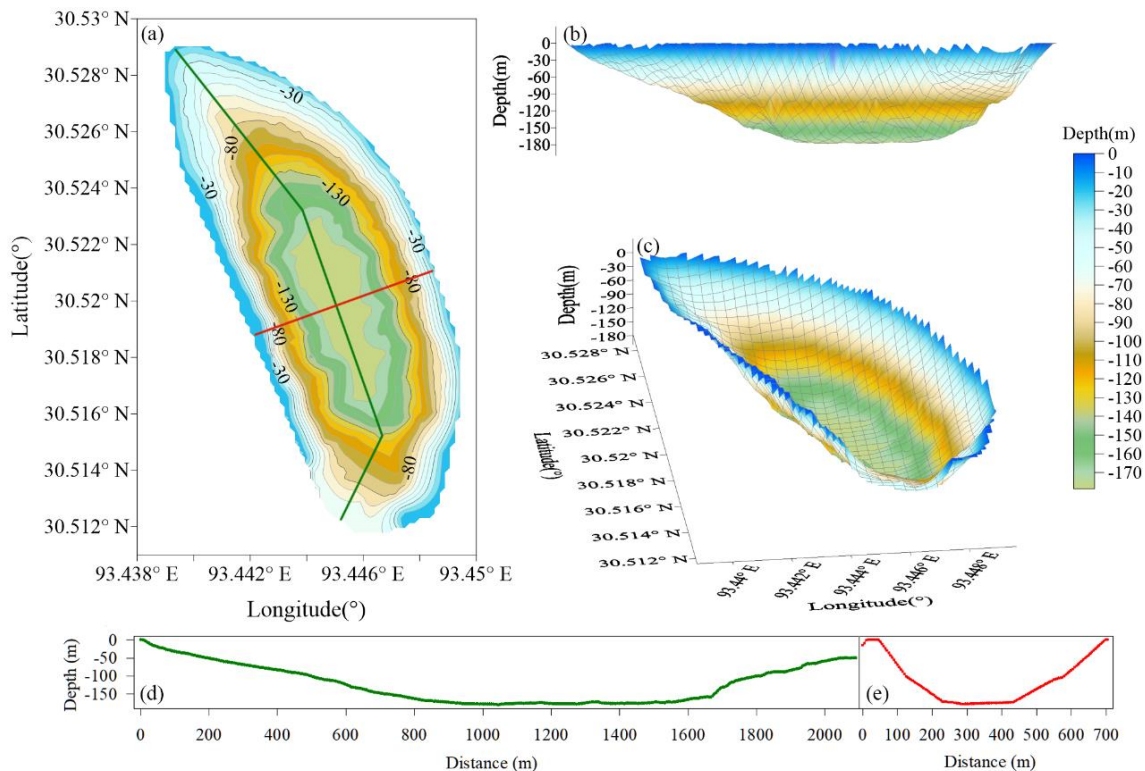 (a)
30.53° N
30.528° N
30.526° N
30.524° N
30.522° N
30.52° N
30.518° N
30.516° N
30.514° N
30.512° N
Latitude(°)
-30
-80
-30
-130
-30
-80
-130
-80
-30
-80
93.438° E 93.442° E 93.446° E 93.45° E
Longitude(°)
(b)
0
-30
-60
-90
-120
-150
-180
Depth(m)
(c)
0
-30
-60
-90
-120
-150
-180
Depth(m)
30.528° N
30.526° N
30.524° N
30.522° N
30.52° N
30.518° N
30.516° N
30.514° N
30.512° N
Latitude(°)
93.44° E 93.442° E 93.444° E 93.446° E 93.448° E
Longitude(°)
Depth(m)
0
-10
-20
-30
-40
-50
-60
-70
-80
-90
-100
-110
-120
-130
-140
-150
-160
-170
Depth (m)
0
-50
-100
-150
(d)
0 200 400 600 800 1000 1200 1400 1600 1800 2000
Distance (m)
(e)
0 100 200 300 400 500 600 700
Distance (m)